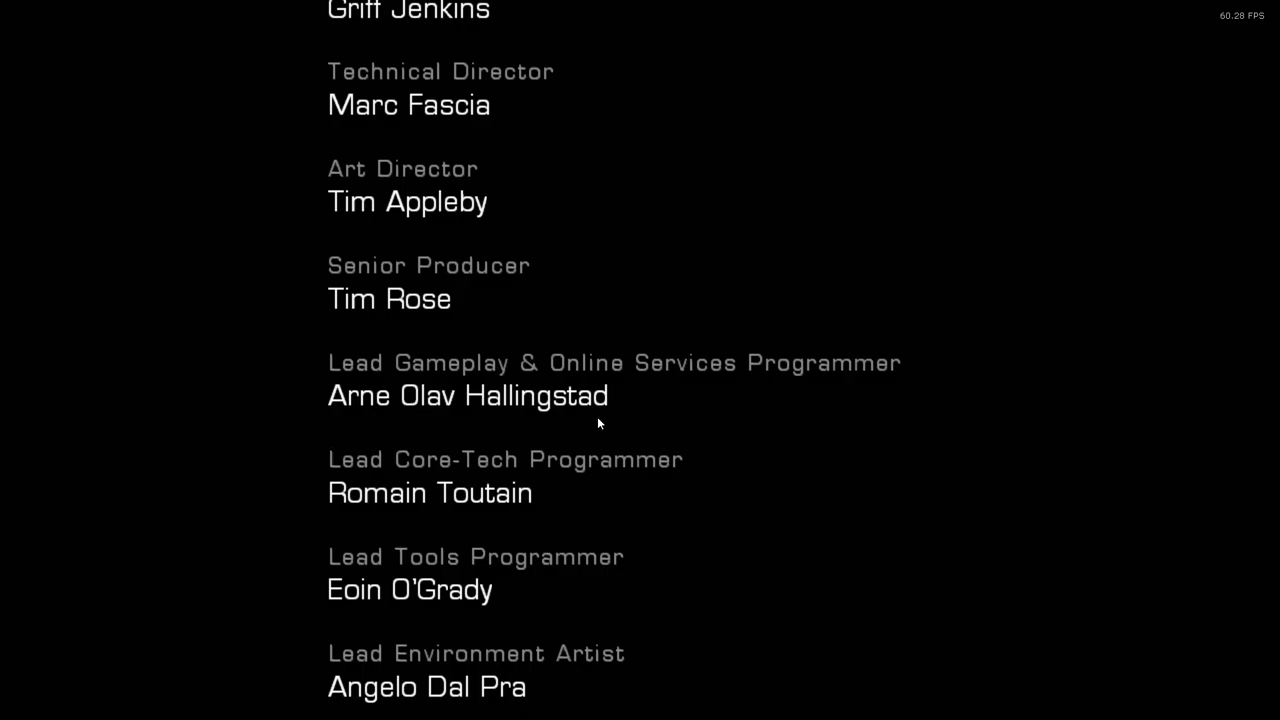 Griff Jenkins
60.28 FPS
Technical Director
Marc Fascia
Art Director
Tim Appleby
Senior Producer
Tim Rose
Lead Gameplay & Online Services Programmer
Arne Olav Hallingstad
Lead Core-Tech Programmer
Romain Toutain
Lead Tools Programmer
Eoin O'Grady
Lead Environment Artist
Angelo Dal Pra